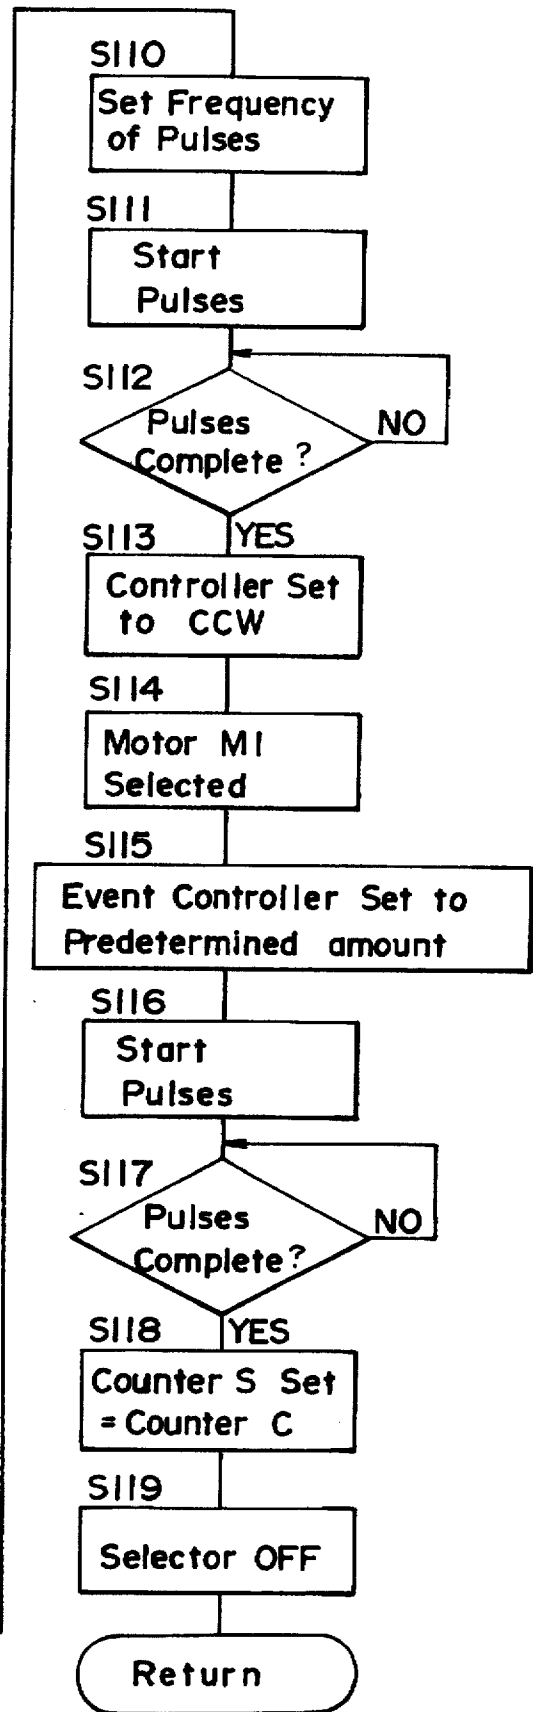 S110
Set Frequency
of Pulses
S111
Start
Pulses
S112
Pulses
Complete ?
NO
YES
S113
Controller Set
to CCW
S114
Motor M1
Selected
S115
Event Controller Set to
Predetermined amount
S116
Start
Pulses
S117
Pulses
Complete?
NO
YES
S118
Counter S Set
= Counter C
S119
Selector OFF
Return